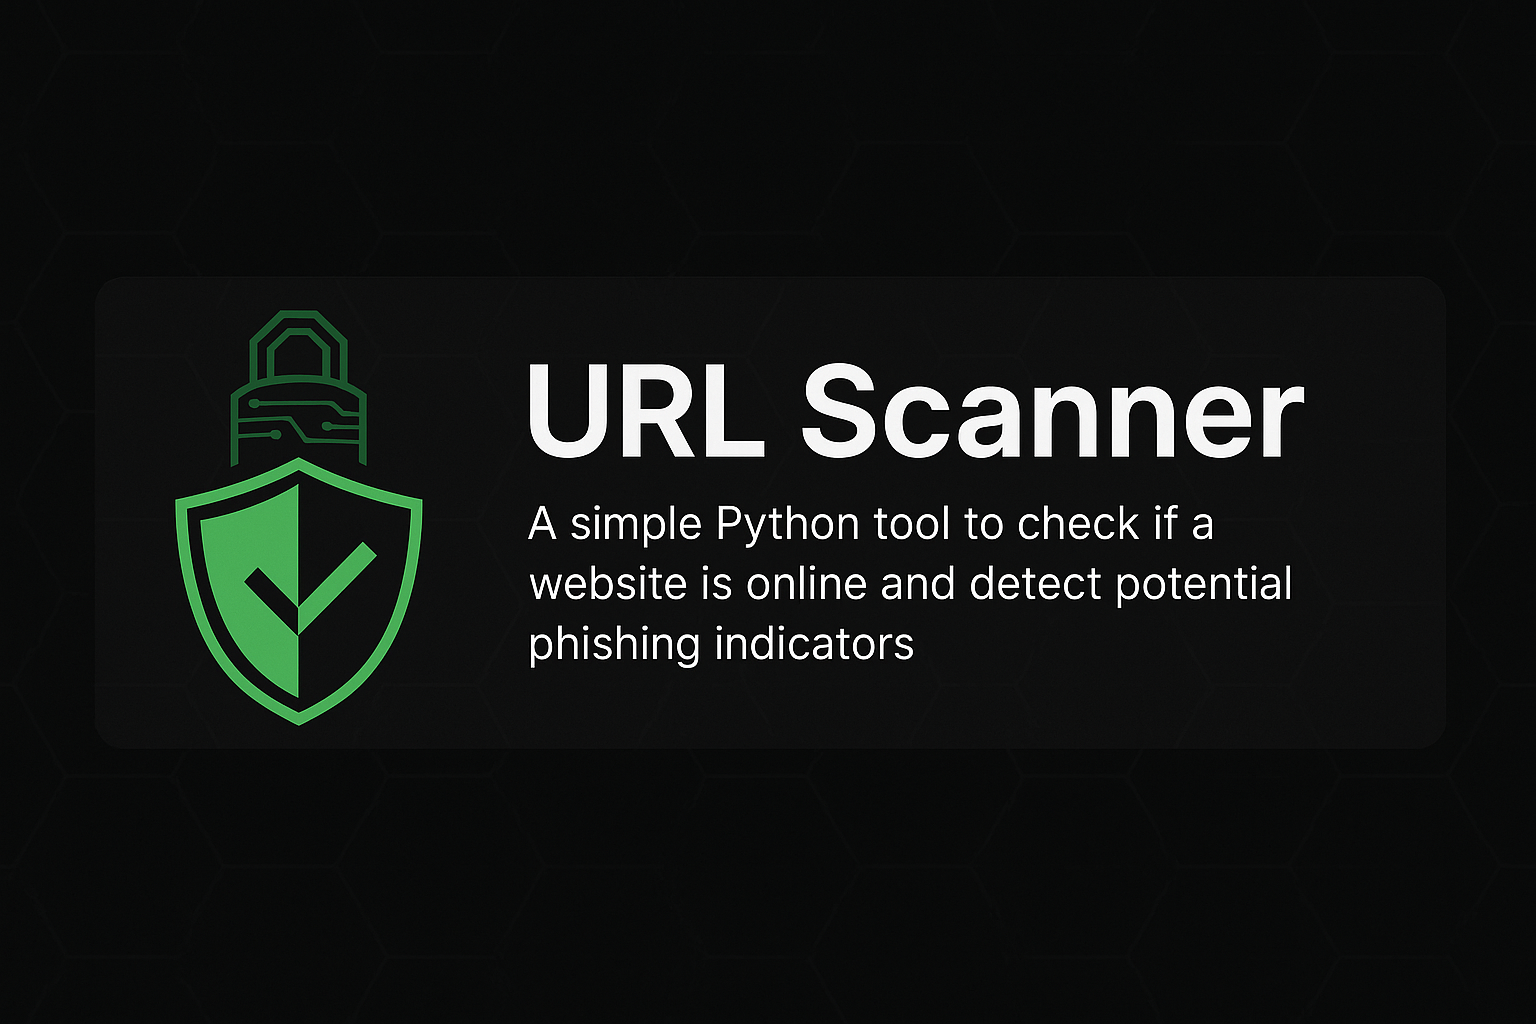 URL Scanner
A simple Python tool to check if a
website is online and detect potential
phishing indicators